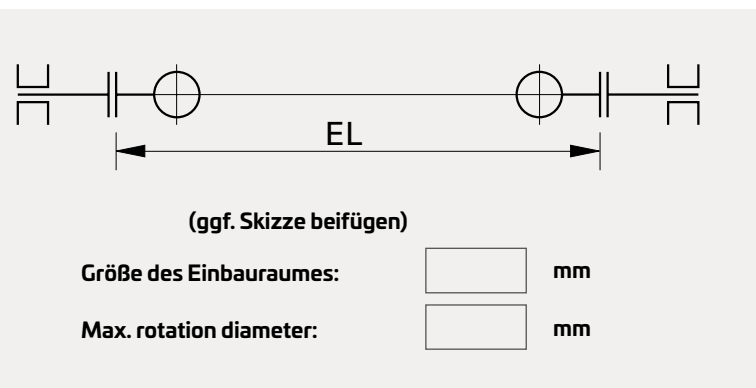 EL
(ggf. Skizze beifügen)
Größe des Einbauraumes: mm
Max. rotation diameter: mm